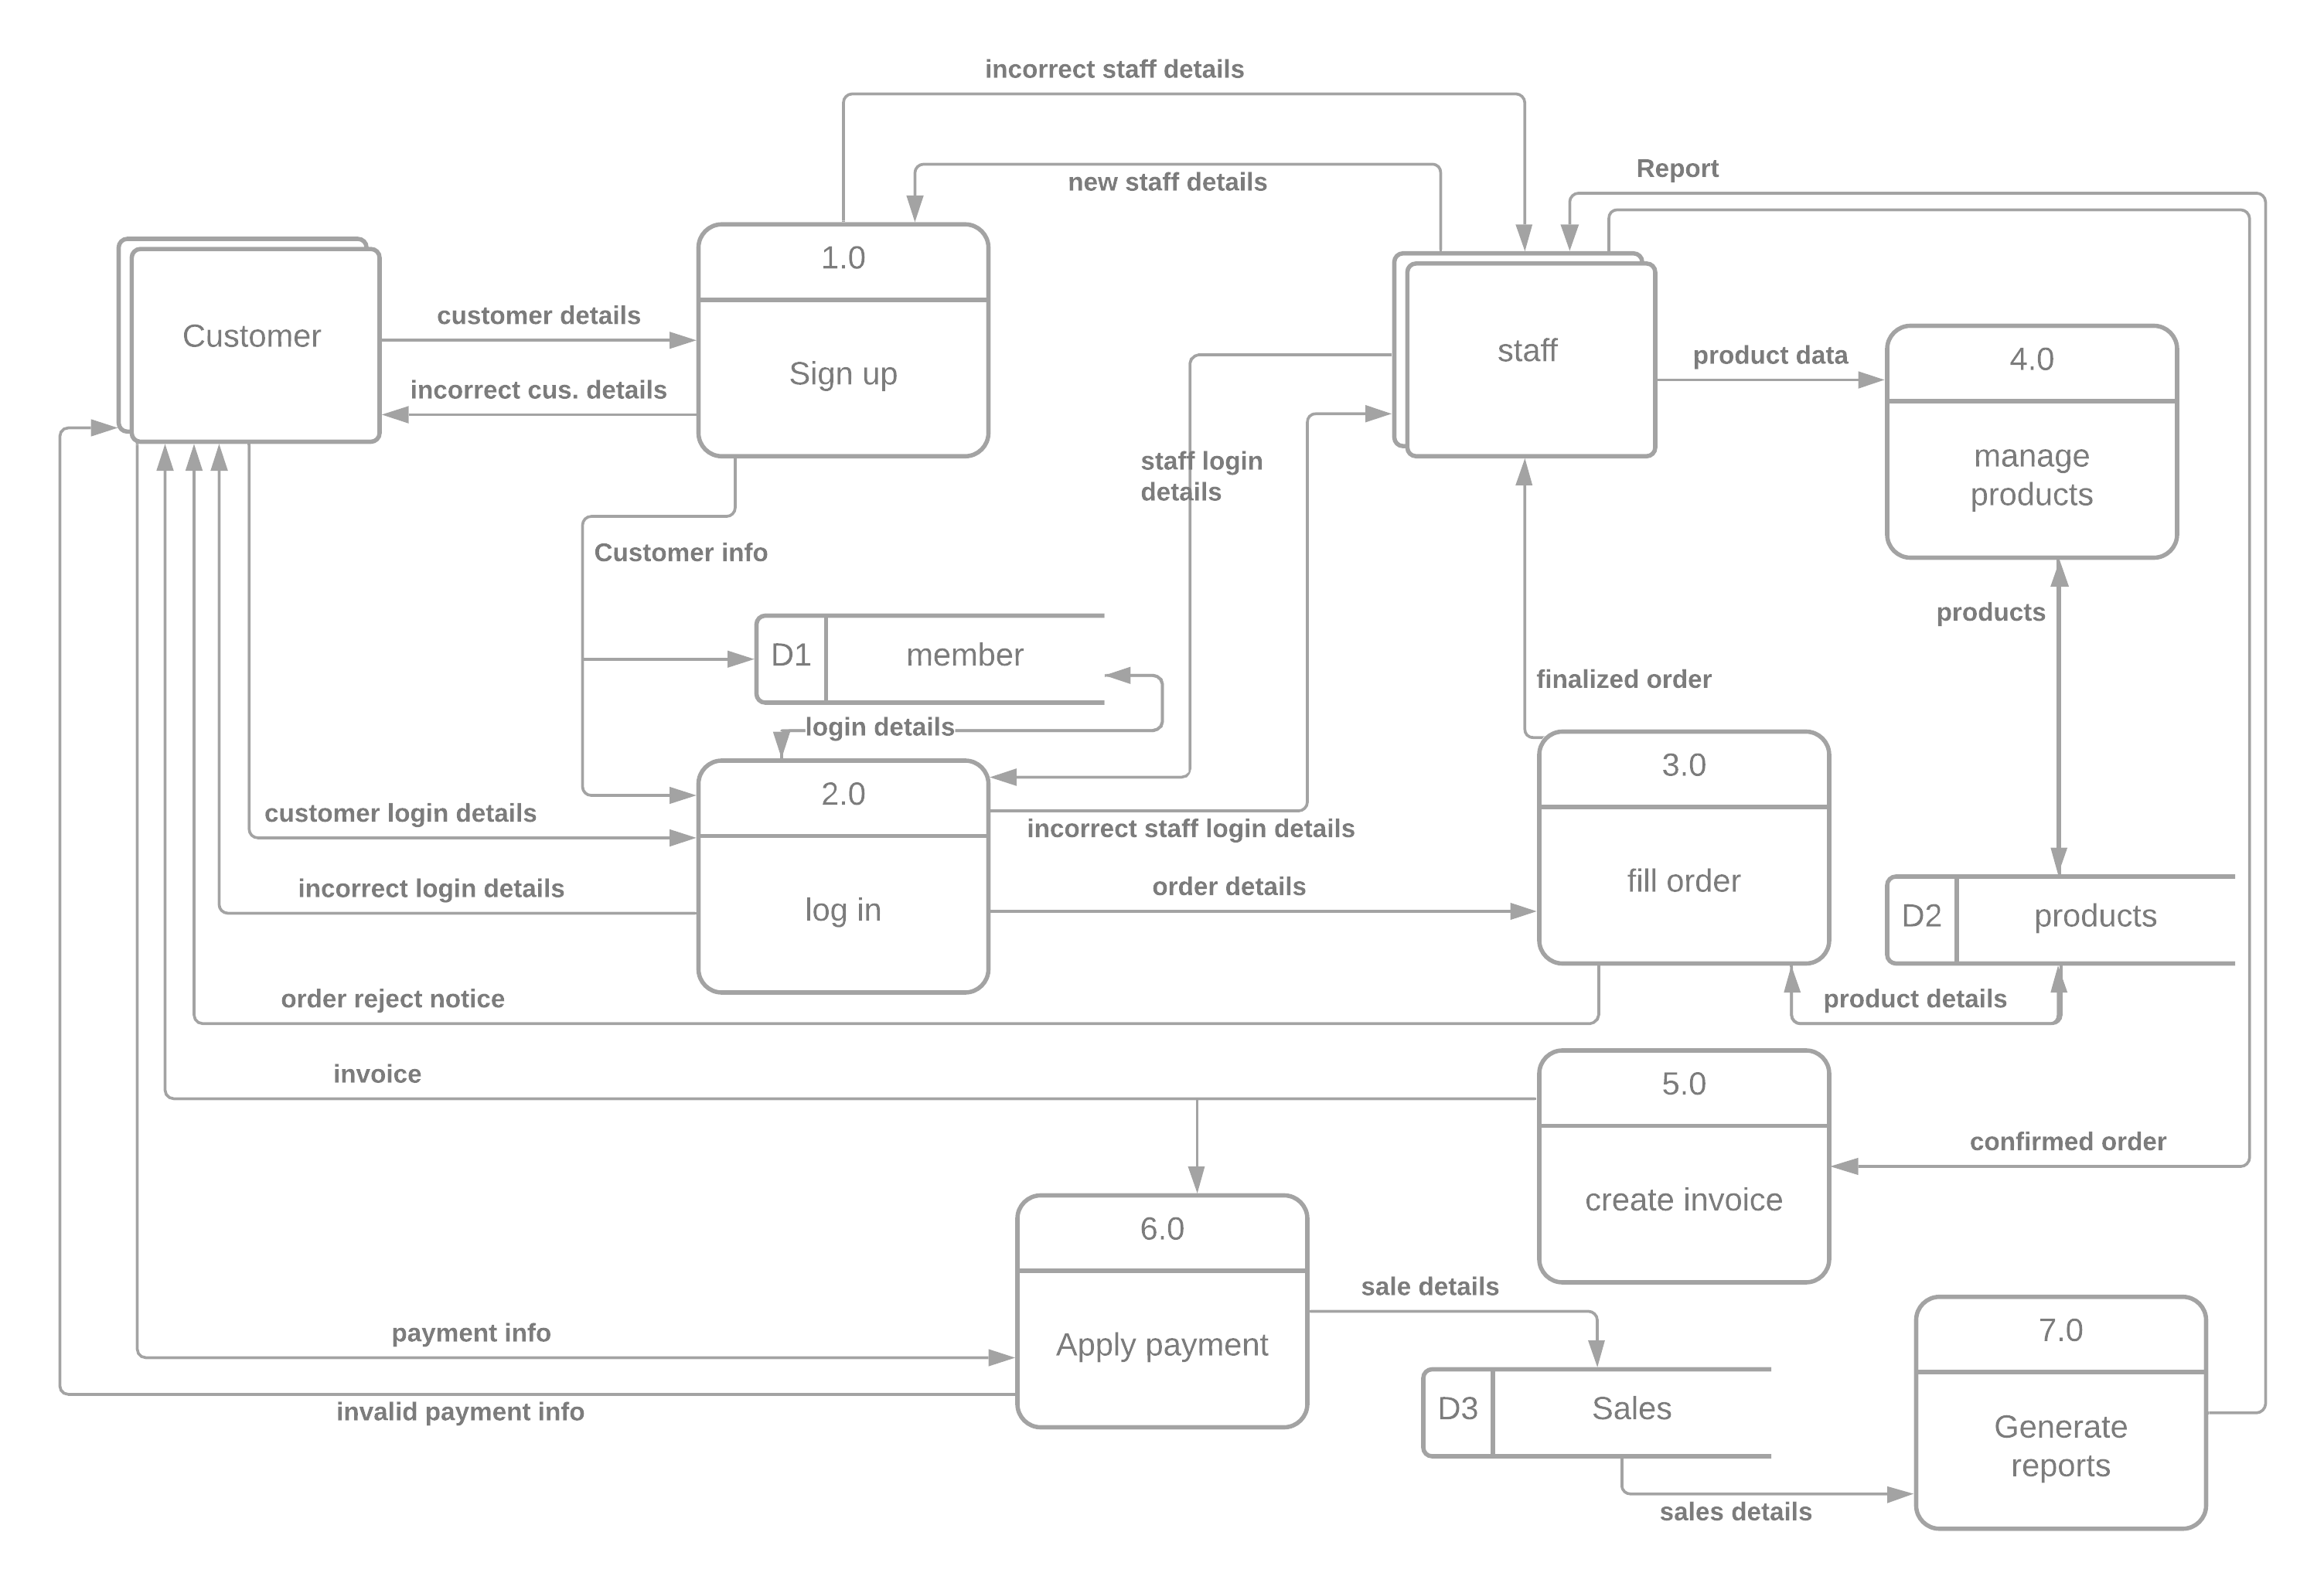 incorrect staff details
Report
new staff details
1.0
Customer
customer details
Sign up
incorrect cus. details
staff
product data
4.0
manage
products
staff login
details
Customer info
products
D1
member
finalized order
login details
3.0
2.0
customer login details
incorrect staff login details
incorrect login details
log in
order details
fill order
D2
products
order reject notice
product details
invoice
5.0
confirmed order
create invoice
6.0
sale details
payment info
Apply payment
7.0
invalid payment info
D3
Sales
Generate
reports
sales details